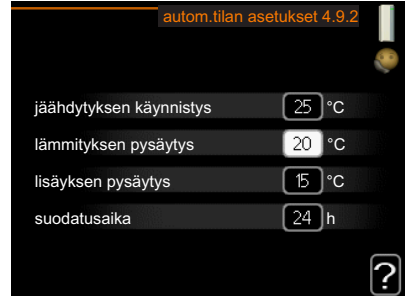 autom.tilan asetukset 4.9.2
jäähdytyksen käynnistys 25 °C
lämmityksen pysäytys 20 °C
lisäyksen pysäytys 15 °C
suodatusaika 24 h
?